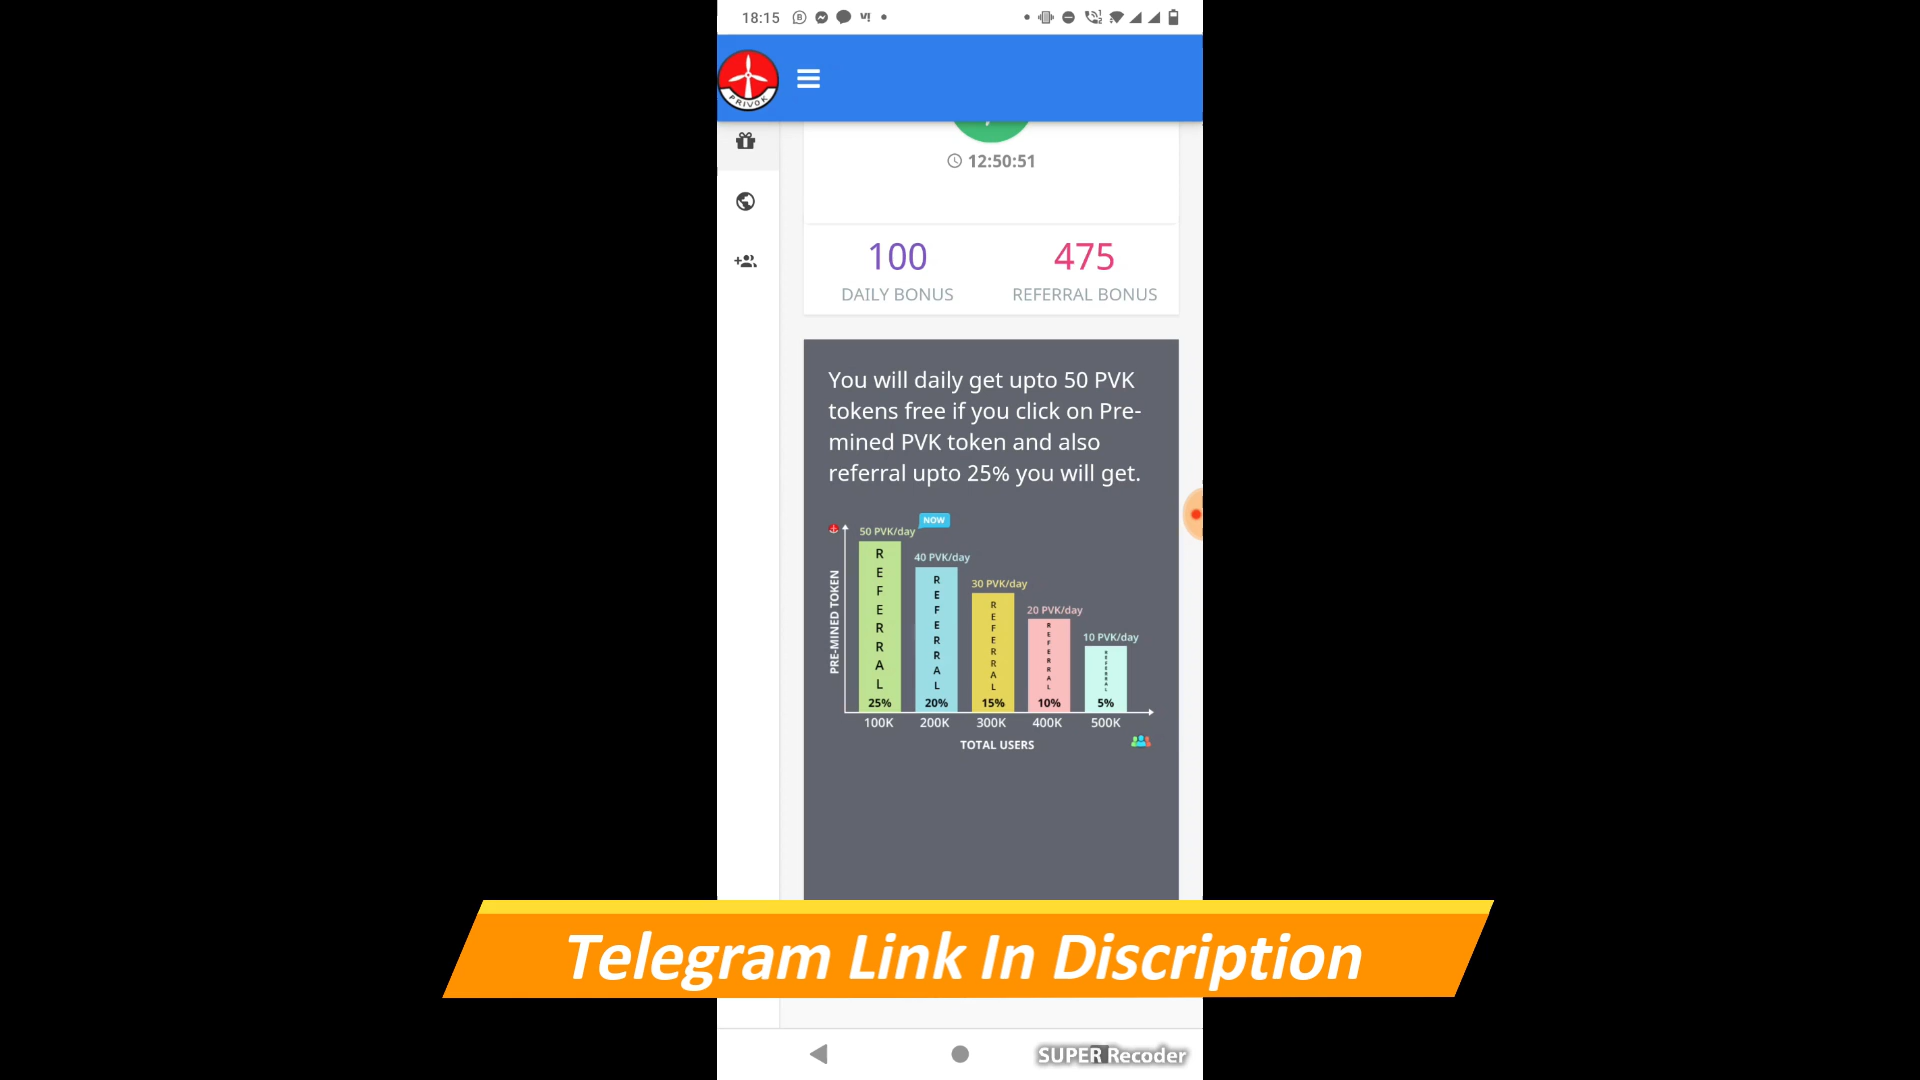 18:15
PRIVOK
12:50:51
100
475
DAILY BONUS
REFERRAL BONUS
You will daily get upto 50 PVK
tokens free if you click on Pre-
mined PVK token and also
referral upto 25% you will get.
NOW
50 PVK/day
40 PVK/day
30 PVK/day
20 PVK/day
10 PVK/day
PRE-MINED TOKEN
REFERRAL
REFERRAL
REFERRAL
REFERRAL
REFERRAL
25%
20%
15%
10%
5%
100K
200K
300K
400K
500K
TOTAL USERS
Telegram Link In Discription
SUPER Recoder